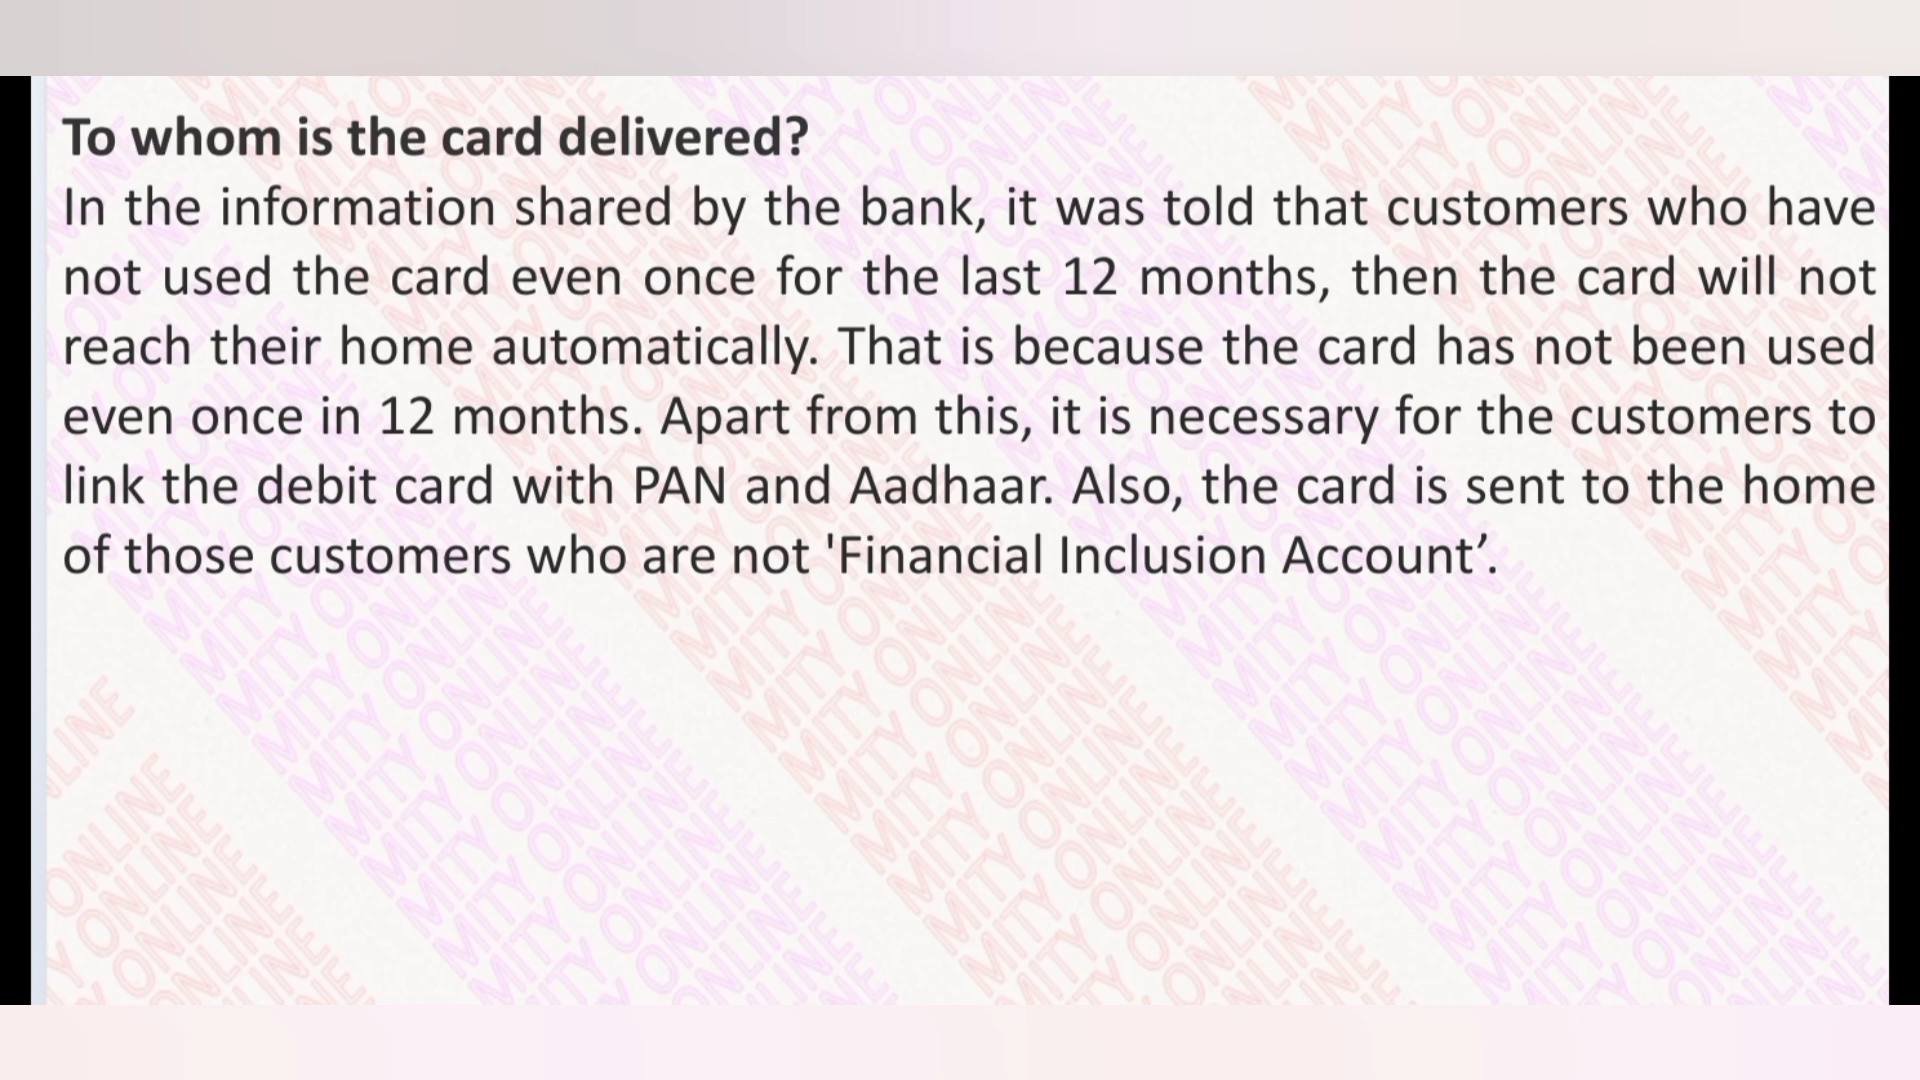 To whom is the card delivered?
In the information shared by the bank, it was told that customers who have
not used the card even once for the last 12 months, then the card will not
reach their home automatically. That is because the card has not been used
even once in 12 months. Apart from this, it is necessary for the customers to
link the debit card with PAN and Aadhaar. Also, the card is sent to the home
of those customers who are not 'Financial Inclusion Account’.
MITY ONLINE